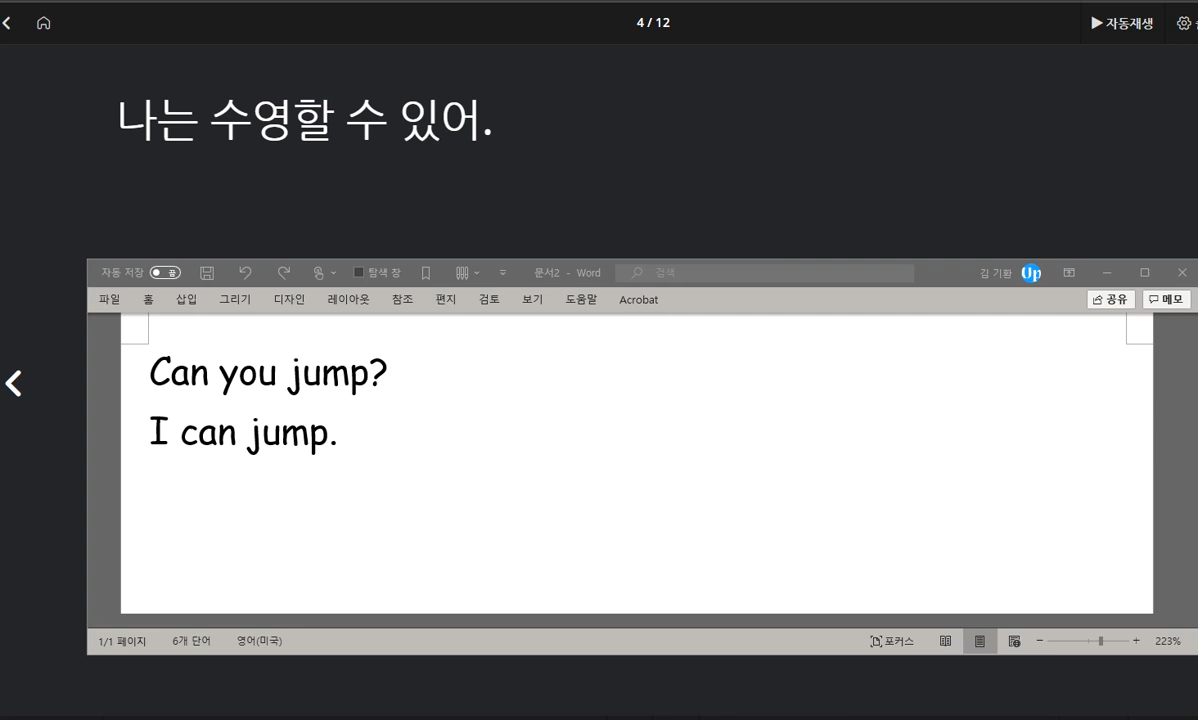 4 / 12
▶ 자동재생
나는 수영할 수 있어.
자동 저장 끔 탐색 창 문서2 - Word 검색 김 기환 Up
파일 홈 삽입 그리기 디자인 레이아웃 참조 편지 검토 보기 도움말 Acrobat 공유 메모
Can you jump?
I can jump.
1/1 페이지 6개 단어 영어(미국) 포커스 223%